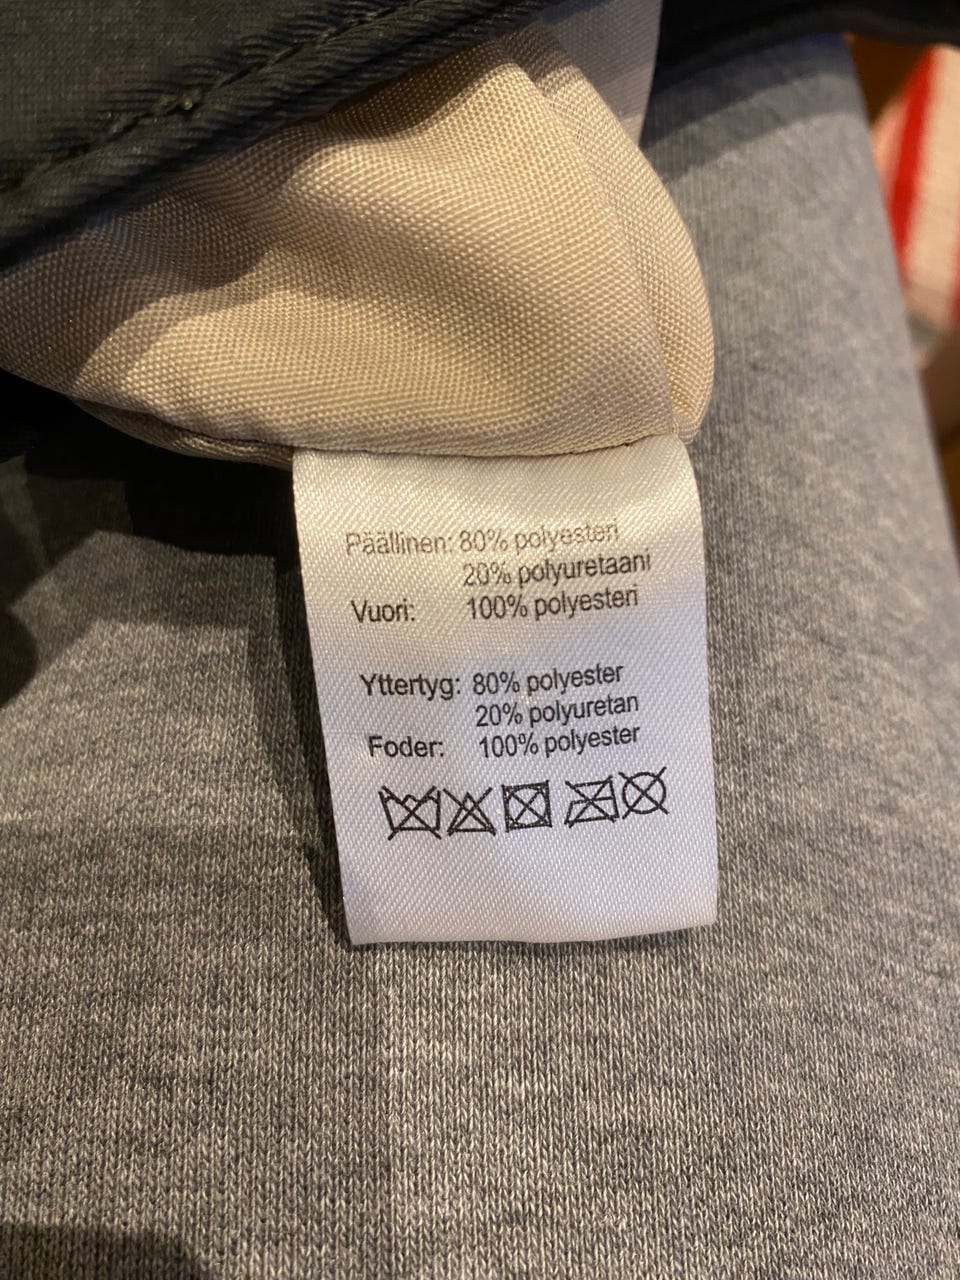 Päällinen: 80% polyesteri
20% polyuretaani
Vuori: 100% polyesteri
Yttertyg: 80% polyester
20% polyuretan
Foder: 100% polyester